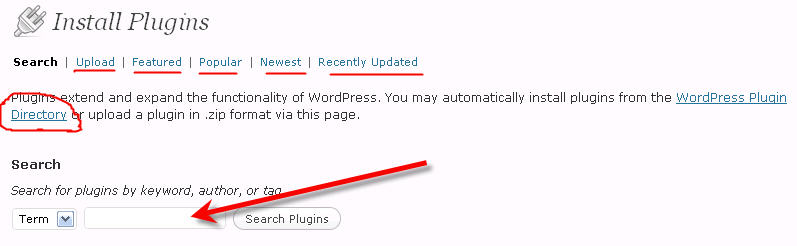 Install Plugins
Search | Upload | Featured | Popular | Newest | Recently Updated
Plugins extend and expand the functionality of WordPress. You may automatically install plugins from the WordPress Plugin
Directory or upload a plugin in .zip format via this page.
Search
Search for plugins by keyword, author, or tag.
Term Search Plugins